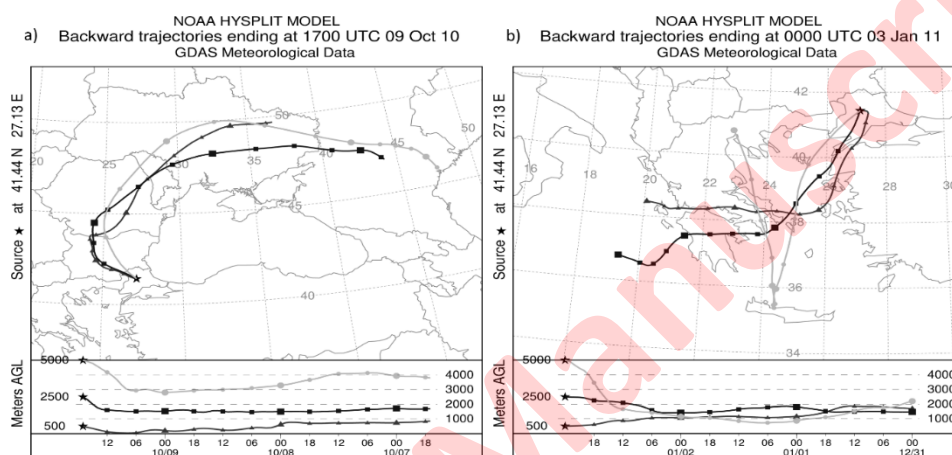 a)
NOAA HYSPLIT MODEL
Backward trajectories ending at 1700 UTC 09 Oct 10
GDAS Meteorological Data
Source ★ at 41.44 N 27.13 E
20
25
30
35
50
45
50
45
40
Meters AGL
5000
2500
500
4000
3000
2000
1000
12 06 00 18 12 06 00 18 12 06 00 18
10/09 10/08 10/07
b)
NOAA HYSPLIT MODEL
Backward trajectories ending at 0000 UTC 03 Jan 11
GDAS Meteorological Data
Source ★ at 41.44 N 27.13 E
42
16
20
22
24
26
28
30
40
38
36
34
Meters AGL
5000
2500
500
4000
3000
2000
1000
18 12 06 00 18 12 06 00 18 12 06 00
01/02 01/01 12/31
Manuscri